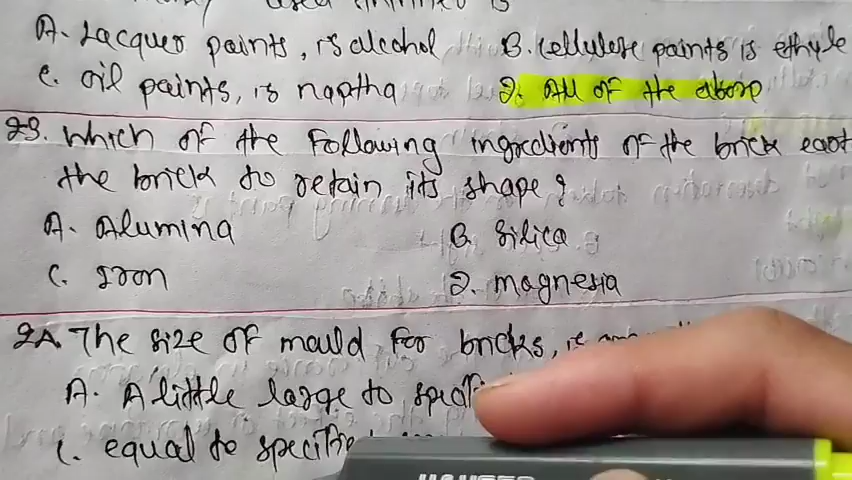 A. Lacquer paints, is alcohol B. cellulose paints is ethyle
C. oil paints, is naptha D. All of the above
23. Which of the following ingredients of the brick eart
the brick to retain its shape?
A. Alumina B. Silica
C. Iron D. magnesia
24. The size of mould for bricks, is
A. A little large to
C. equal to